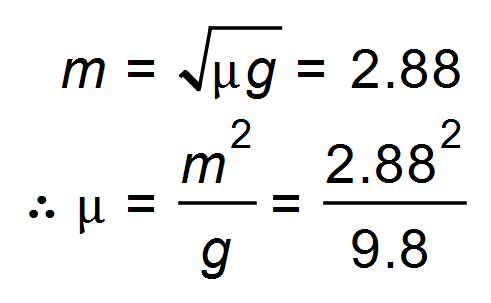 m = √μg = 2.88
∴ μ = m²/g = 2.88²/9.8